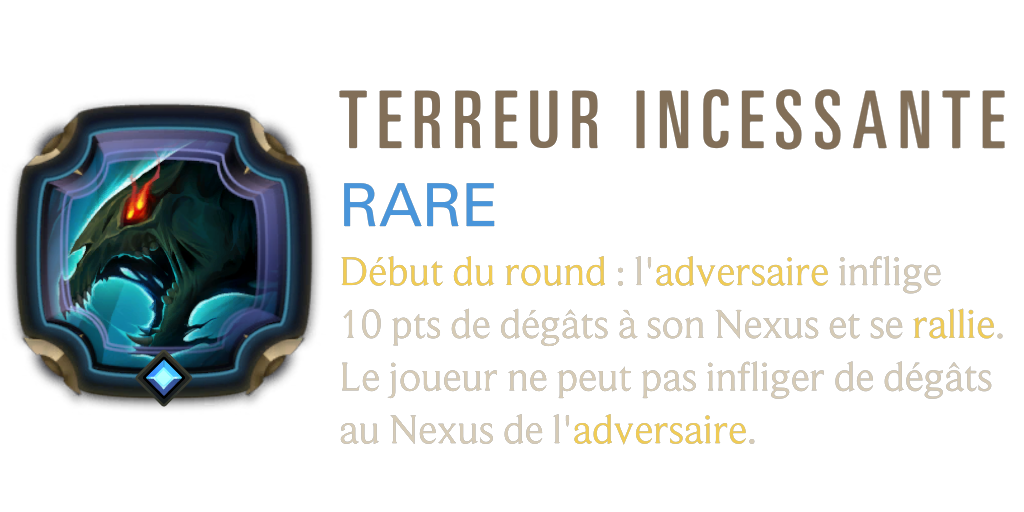 TERREUR INCESSANTE
RARE
Début du round : l'adversaire inflige
10 pts de dégâts à son Nexus et se rallie.
Le joueur ne peut pas infliger de dégâts
au Nexus de l'adversaire.